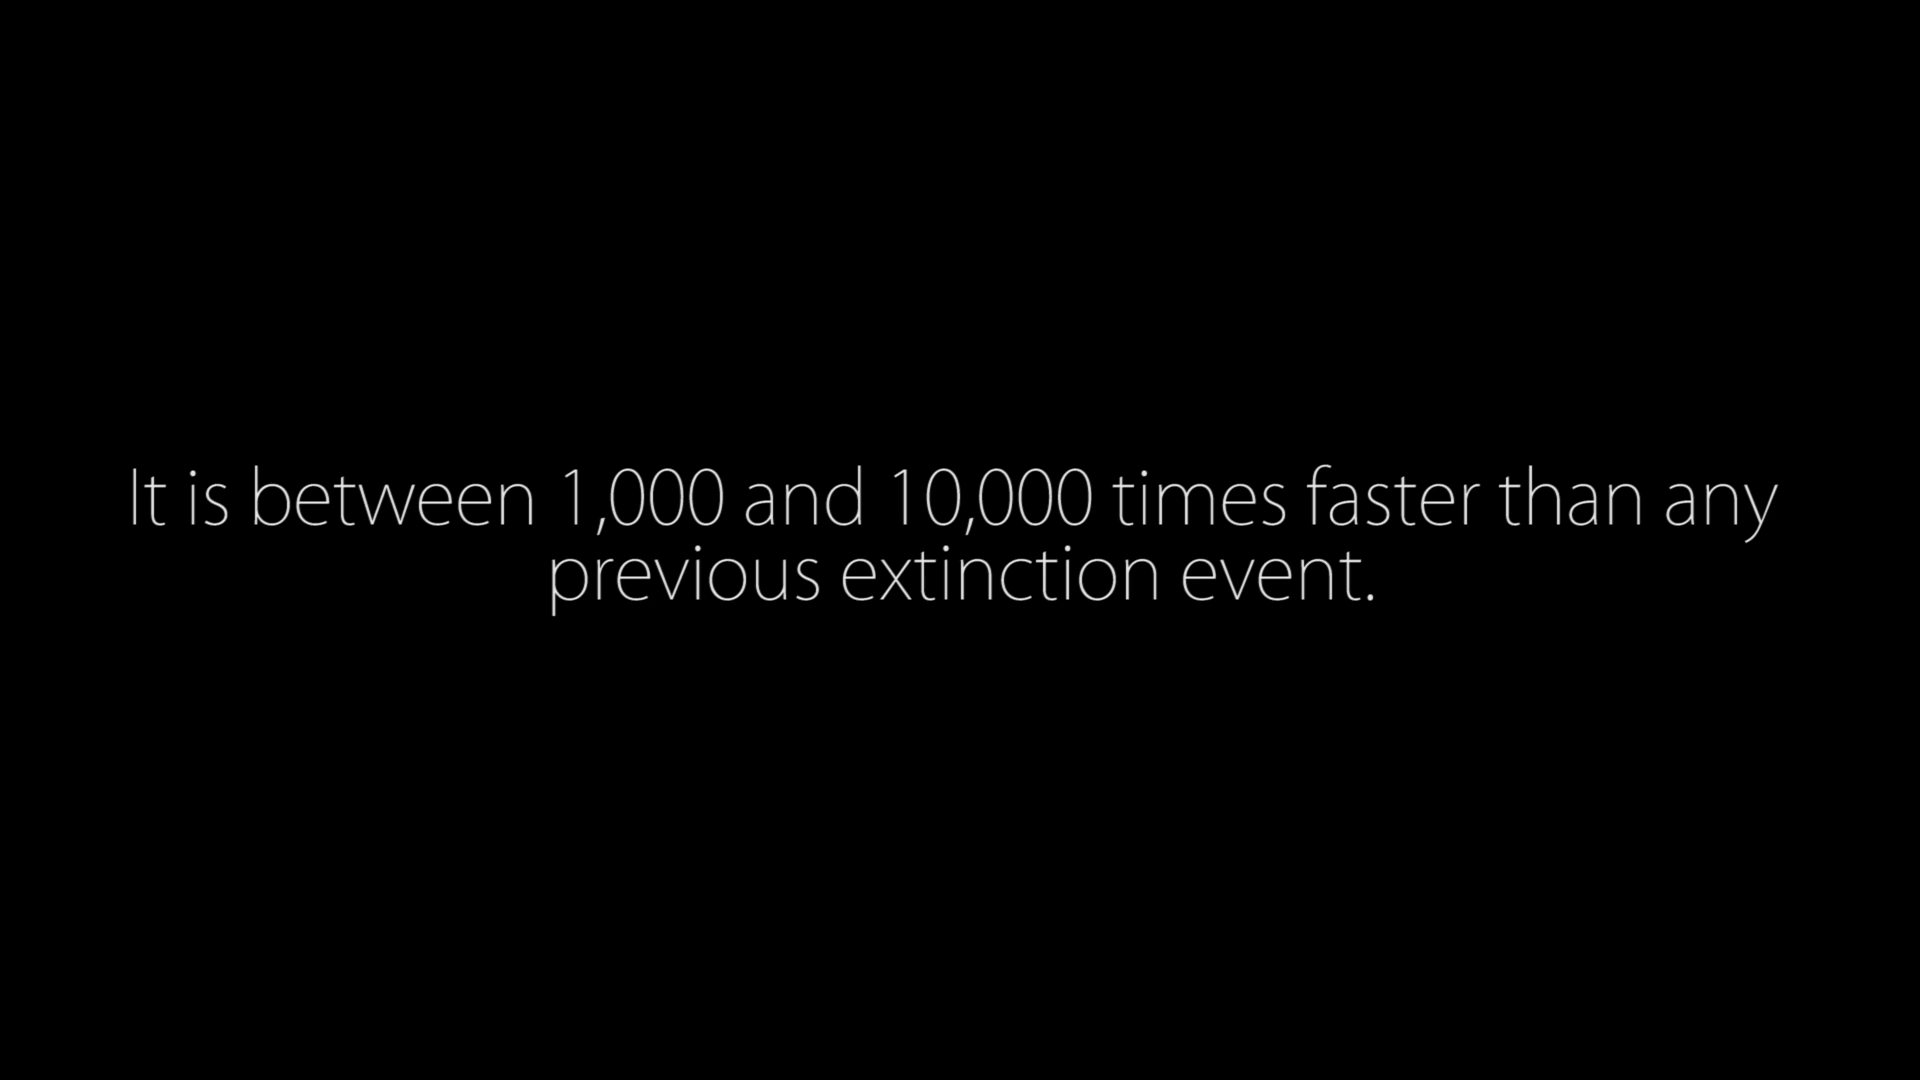 It is between 1,000 and 10,000 times faster than any
previous extinction event.